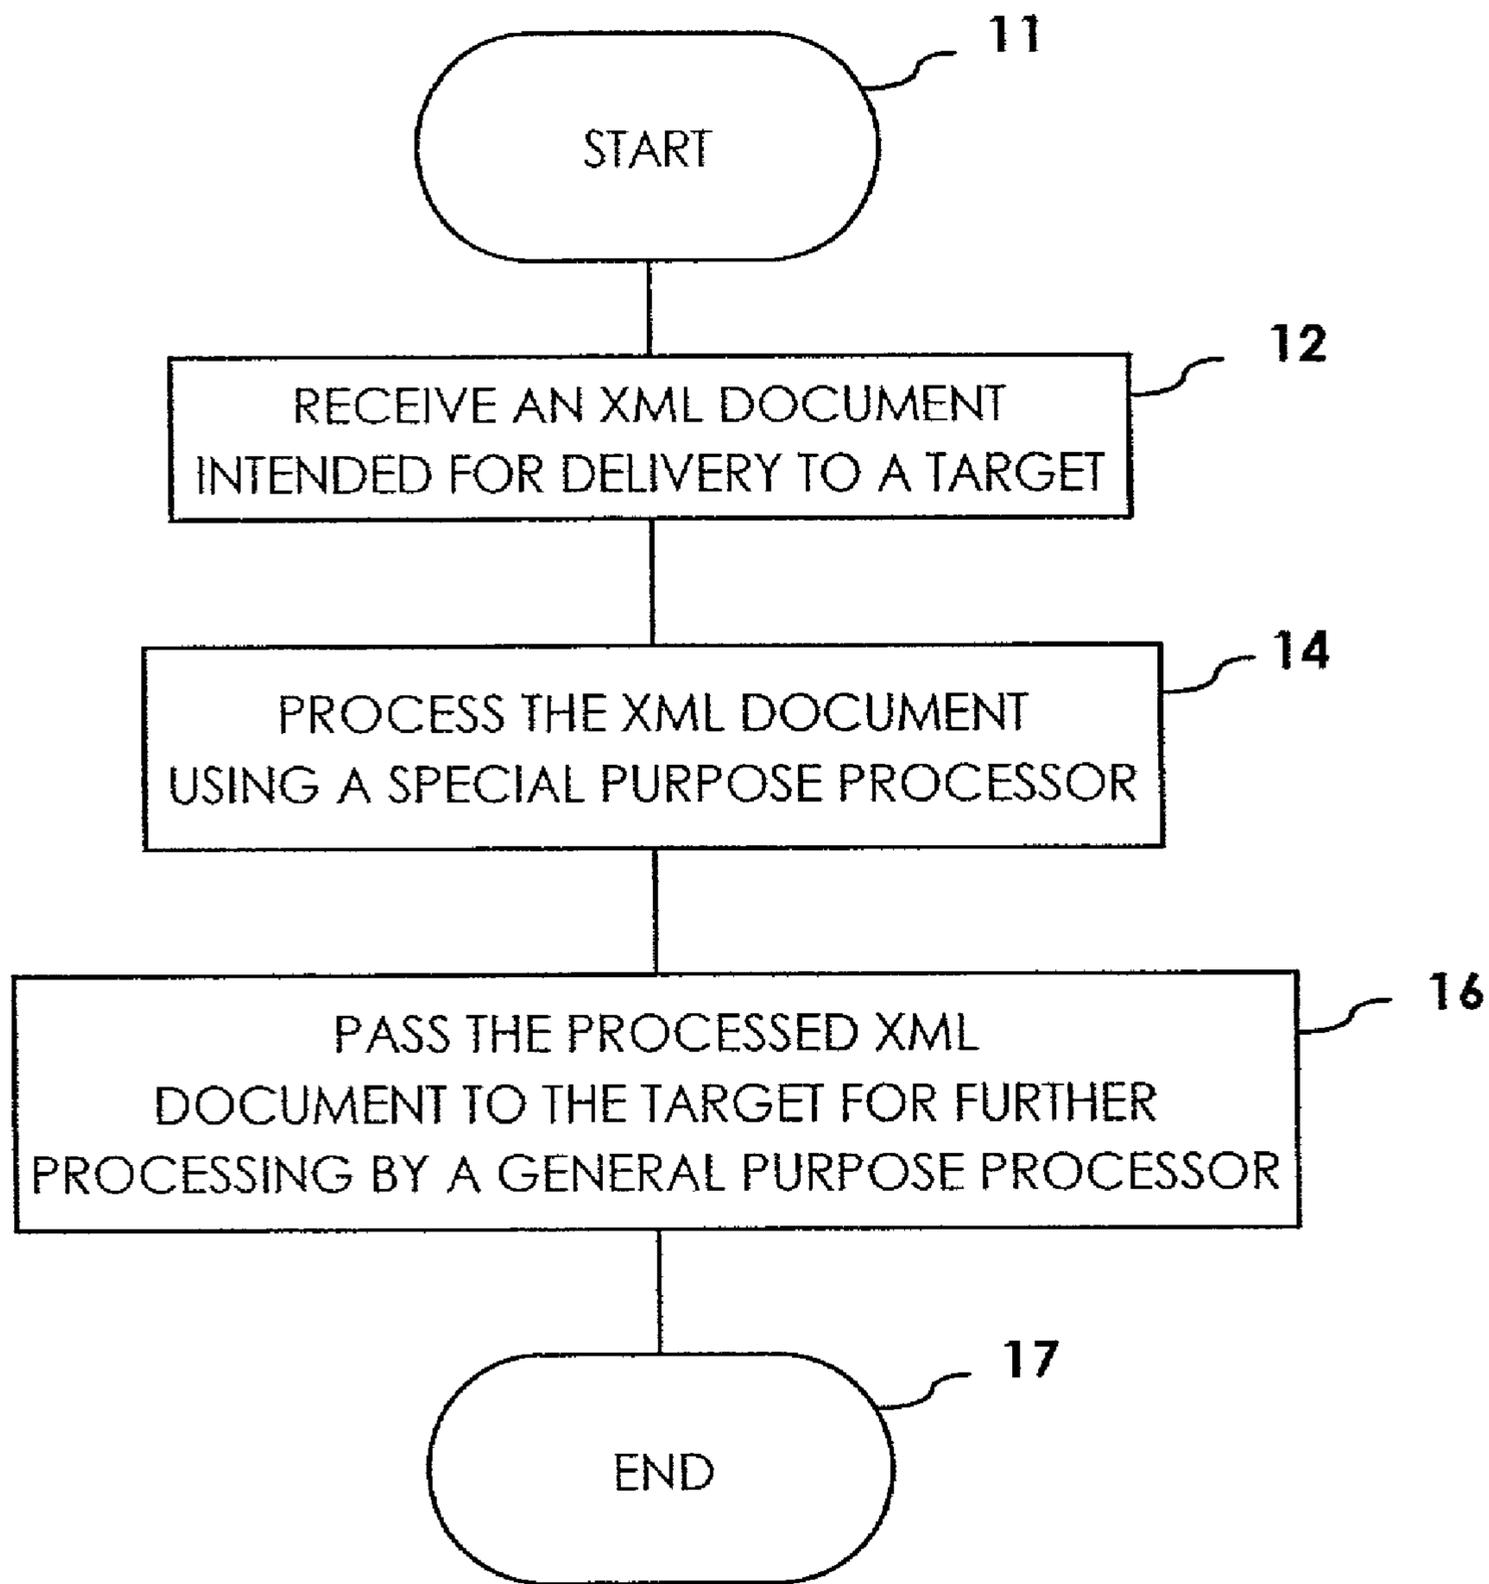 11
START
12
RECEIVE AN XML DOCUMENT
INTENDED FOR DELIVERY TO A TARGET
14
PROCESS THE XML DOCUMENT
USING A SPECIAL PURPOSE PROCESSOR
16
PASS THE PROCESSED XML
DOCUMENT TO THE TARGET FOR FURTHER
PROCESSING BY A GENERAL PURPOSE PROCESSOR
17
END